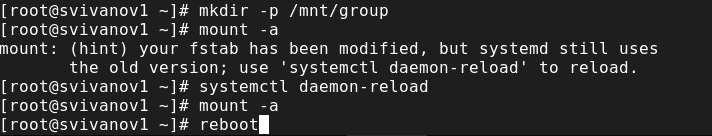 [root@svivanov1 ~]# mkdir -p /mnt/group
[root@svivanov1 ~]# mount -a
mount: (hint) your fstab has been modified, but systemd still uses
       the old version; use 'systemctl daemon-reload' to reload.
[root@svivanov1 ~]# systemctl daemon-reload
[root@svivanov1 ~]# mount -a
[root@svivanov1 ~]# reboot